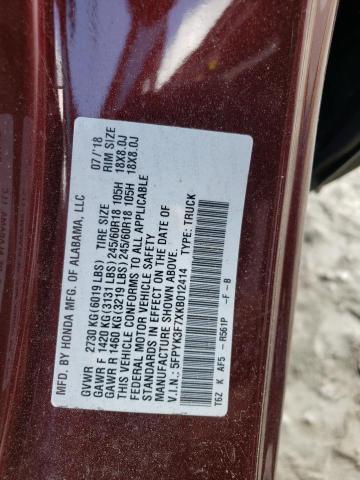 MFD. BY HONDA MFG. OF ALABAMA, LLC 07/'18
GVWR 2730 KG(6019 LBS) TIRE SIZE RIM SIZE
GAWR F 1420 KG(3131 LBS) 245/60R18 105H 18X8.0J
GAWR R 1460 KG(3219 LBS) 245/60R18 105H 18X8.0J
THIS VEHICLE CONFORMS TO ALL APPLICABLE
FEDERAL MOTOR VEHICLE SAFETY
STANDARDS IN EFFECT ON THE DATE OF
MANUFACTURE SHOWN ABOVE.
V.I.N.: 5FPYK3F7XKB012414 TYPE: TRUCK
T6Z K AF5 - R561P -F -B